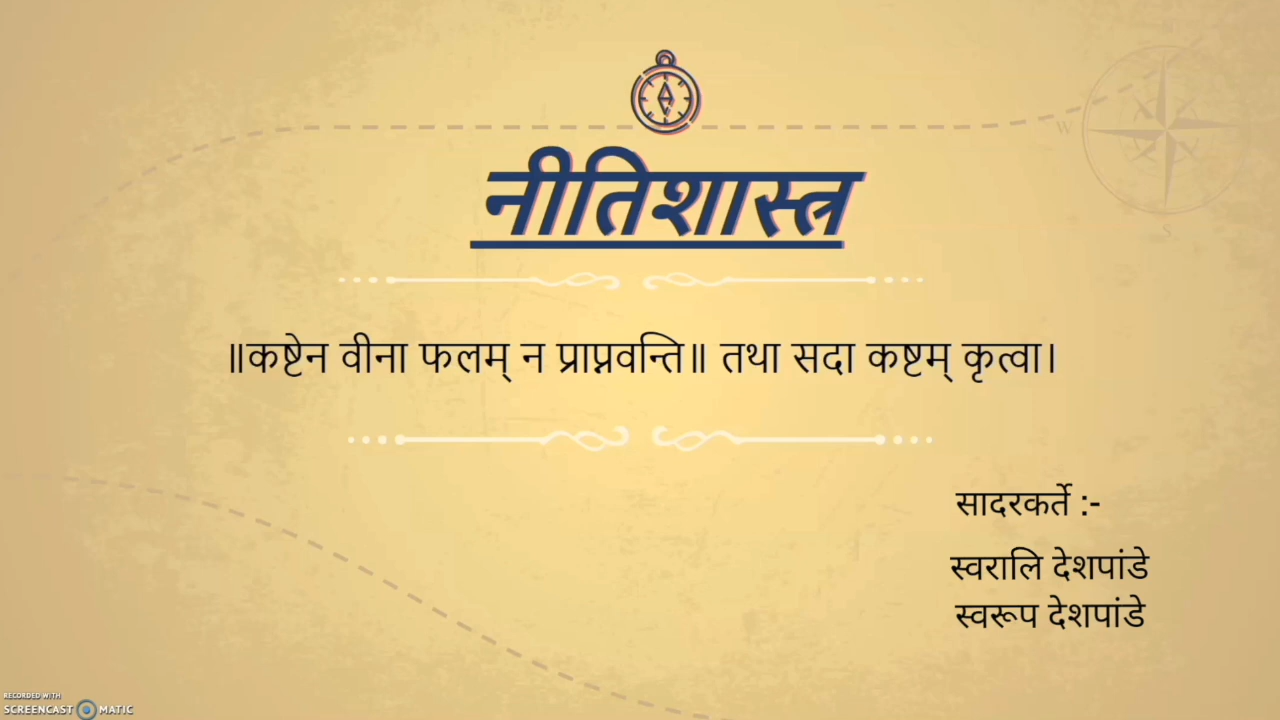 W
S
नीतिशास्त्र
॥कष्टेन वीना फलम् न प्राप्नवन्ति॥ तथा सदा कष्टम् कृत्वा।
सादरकर्ते :-
स्वरालि देशपांडे
स्वरूप देशपांडे
RECORDED WITH
SCREENCAST MATIC